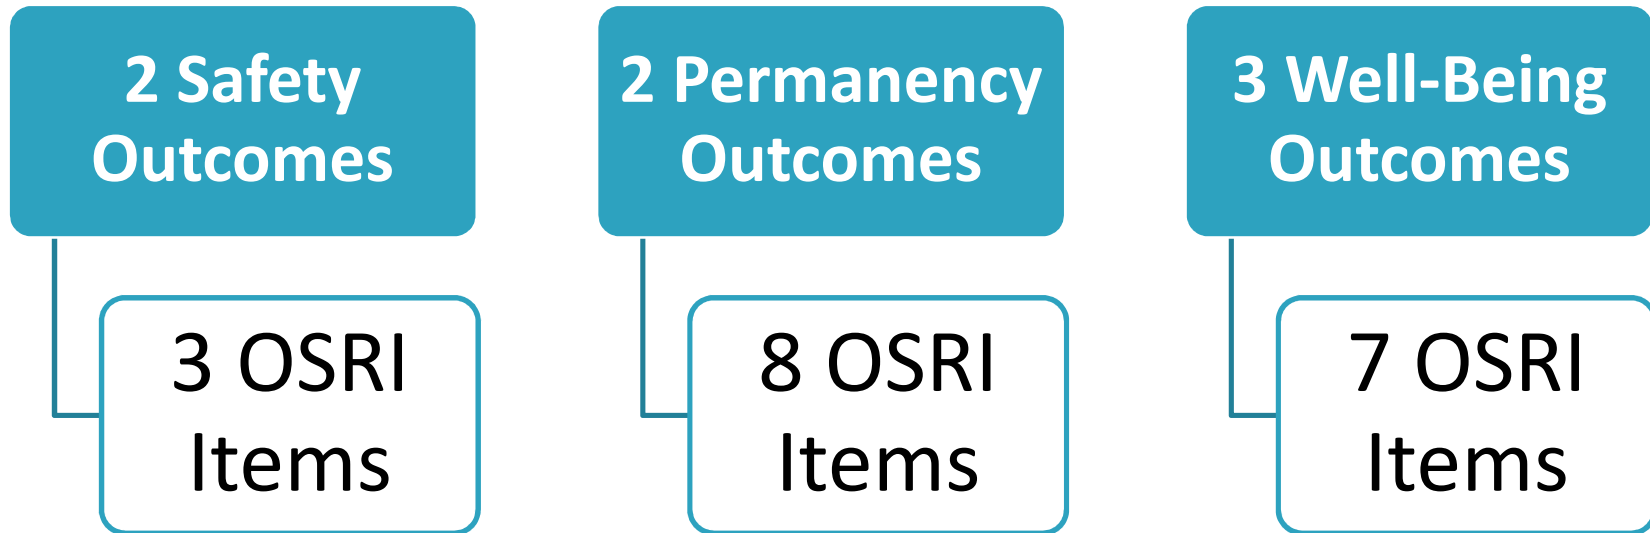 2 Safety
Outcomes
3 OSRI
Items
2 Permanency
Outcomes
8 OSRI
Items
3 Well-Being
Outcomes
7 OSRI
Items